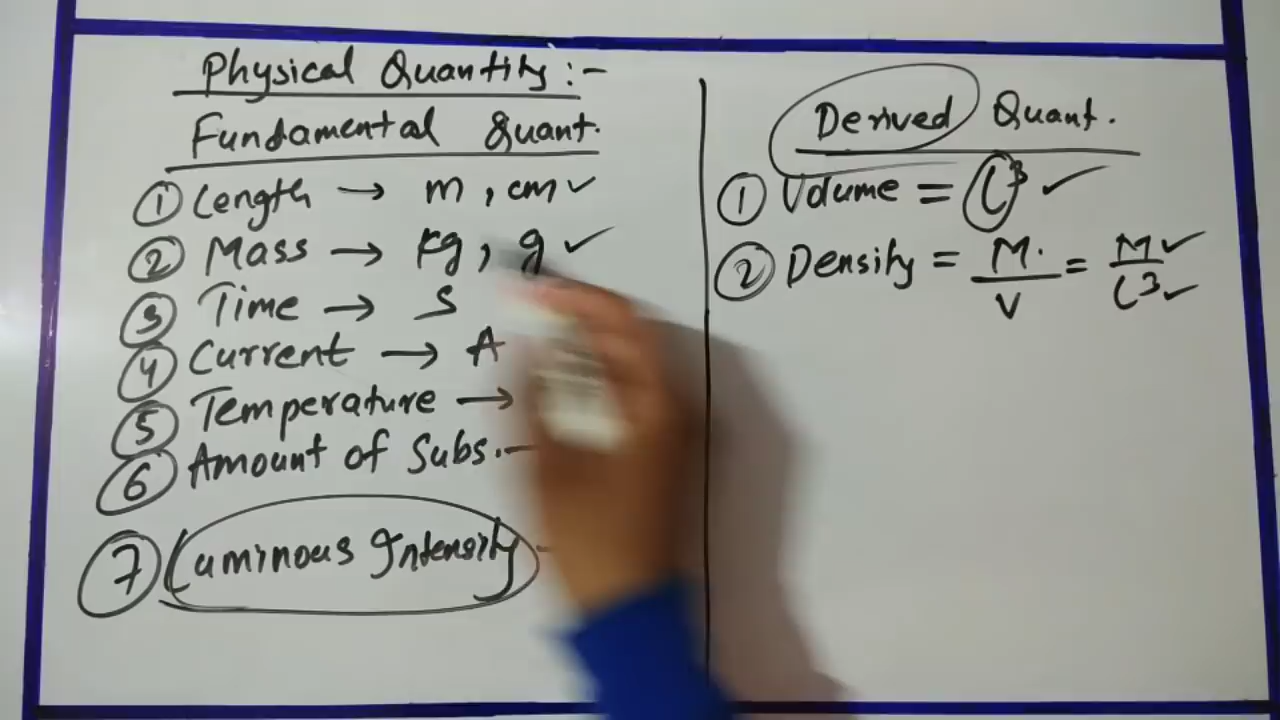 Physical Quantity:-
Fundamental Quant.
① Length → m, cm ✓
② Mass → kg, g ✓
③ Time → s
④ Current → A
⑤ Temperature →
⑥ Amount of Subs. -
⑦ Luminous Intensity -
Derived Quant.
① Volume = L³ ✓
② Density = M. / V = M ✓ / L³ ✓